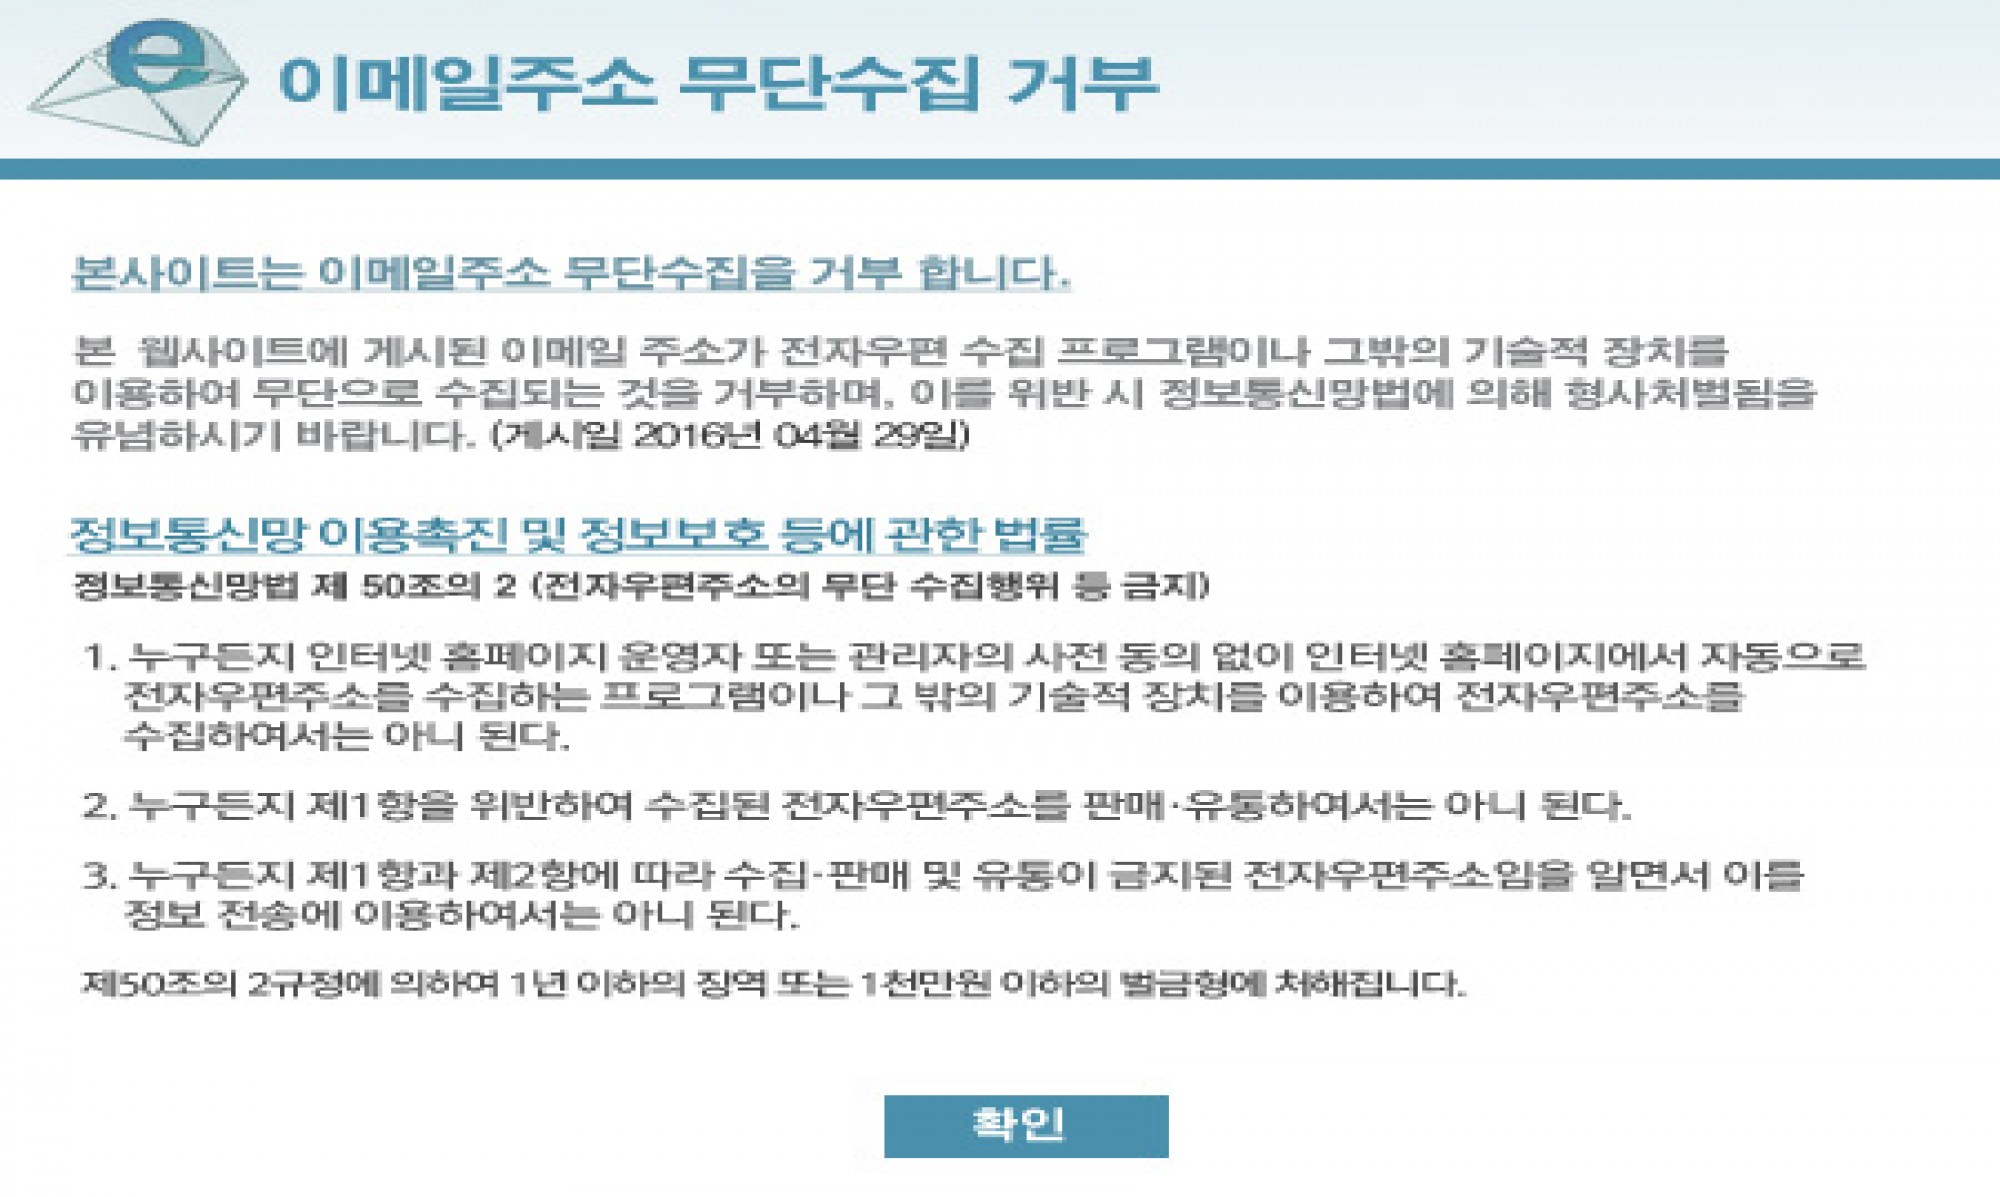 이메일주소 무단수집 거부
본사이트는 이메일주소 무단수집을 거부 합니다.
본 웹사이트에 게시된 이메일 주소가 전자우편 수집 프로그램이나 그밖의 기술적 장치를
이용하여 무단으로 수집되는 것을 거부하며, 이를 위반 시 정보통신망법에 의해 형사처벌됨을
유념하시기 바랍니다. (게시일 2016년 04월 29일)
정보통신망 이용촉진 및 정보보호 등에 관한 법률
정보통신망법 제 50조의 2 (전자우편주소의 무단 수집행위 등 금지)
1. 누구든지 인터넷 홈페이지 운영자 또는 관리자의 사전 동의 없이 인터넷 홈페이지에서 자동으로
전자우편주소를 수집하는 프로그램이나 그 밖의 기술적 장치를 이용하여 전자우편주소를
수집하여서는 아니 된다.
2. 누구든지 제1항을 위반하여 수집된 전자우편주소를 판매·유통하여서는 아니 된다.
3. 누구든지 제1항과 제2항에 따라 수집·판매 및 유통이 금지된 전자우편주소임을 알면서 이를
정보 전송에 이용하여서는 아니 된다.
제50조의 2규정에 의하여 1년 이하의 징역 또는 1천만원 이하의 벌금형에 처해집니다.
확인